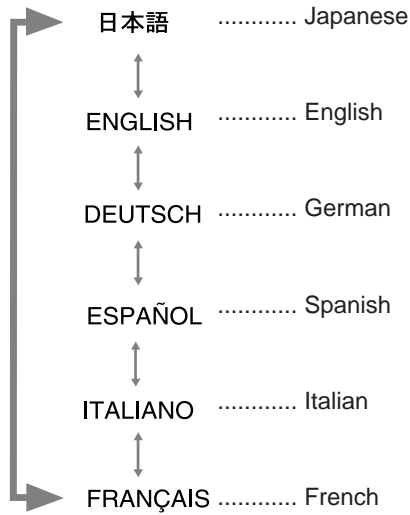 日本語 ............ Japanese
ENGLISH ............ English
DEUTSCH ............ German
ESPAÑOL ............ Spanish
ITALIANO ............ Italian
FRANÇAIS ............ French